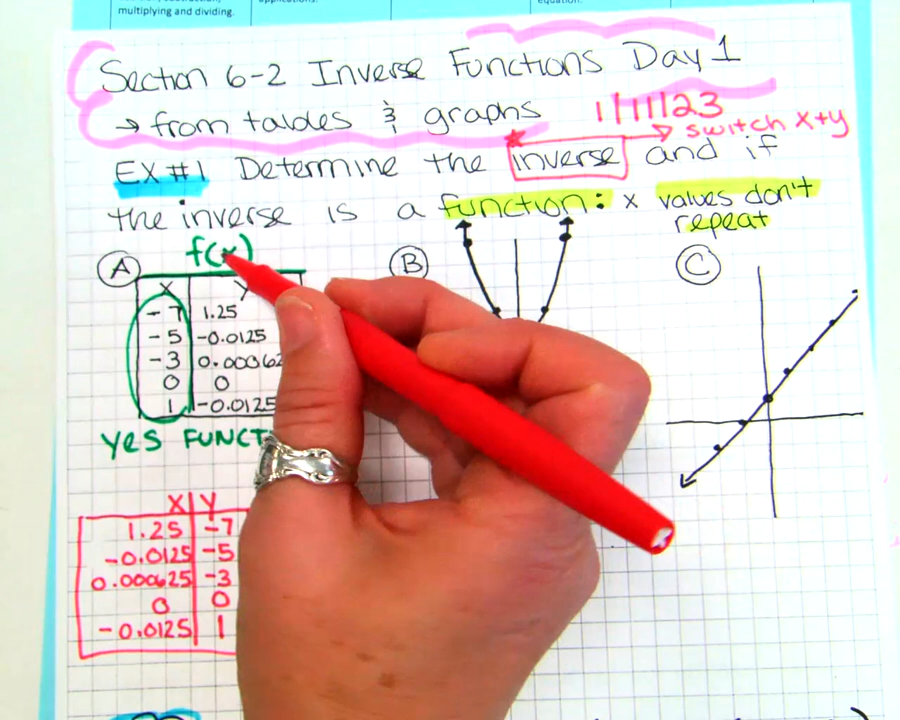 multiplying and dividing.
applications.
equation.
Section 6-2 Inverse Functions Day 1
→ from tables & graphs
1/11/23
switch x+y
EX #1 Determine the inverse and if
the inverse is a function: x values don't
repeat
A
f(x)
B
C
x y
-7 1.25
-5 -0.0125
-3 0.00062
0 0
1 -0.0125
YES FUNCT
X Y
1.25 -7
-0.0125 -5
0.000625 -3
0 0
-0.0125 1